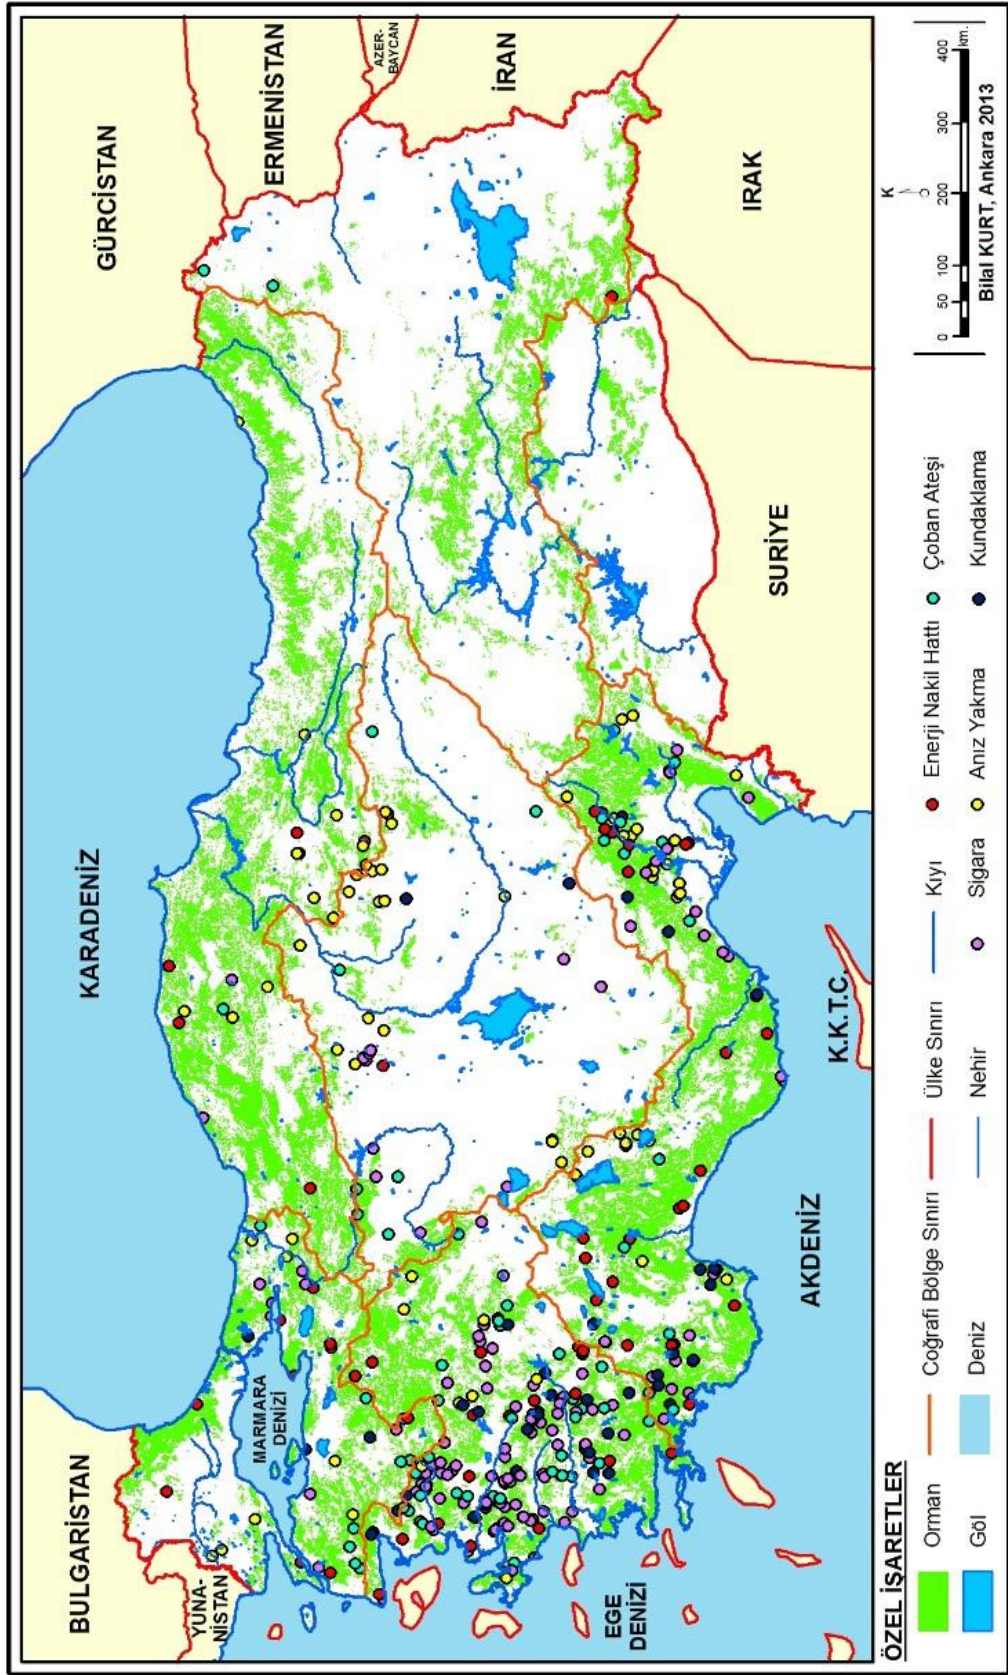 BULGARİSTAN
YUNA-
NİSTAN
KARADENİZ
GÜRCİSTAN
ERMENİSTAN
AZER-
BAYCAN
İRAN
MARMARA
DENİZİ
EGE
DENİZİ
AKDENİZ
K.K.T.C.
SURİYE
IRAK
ÖZEL İŞARETLER
Orman
Coğrafi Bölge Sınırı
Ülke Sınırı
Kıyı
Enerji Nakil Hattı
Çoban Ateşi
Göl
Deniz
Nehir
Sigara
Anız Yakma
Kundaklama
K
0 50 100 200 300 400
km.
Bilal KURT, Ankara 2013